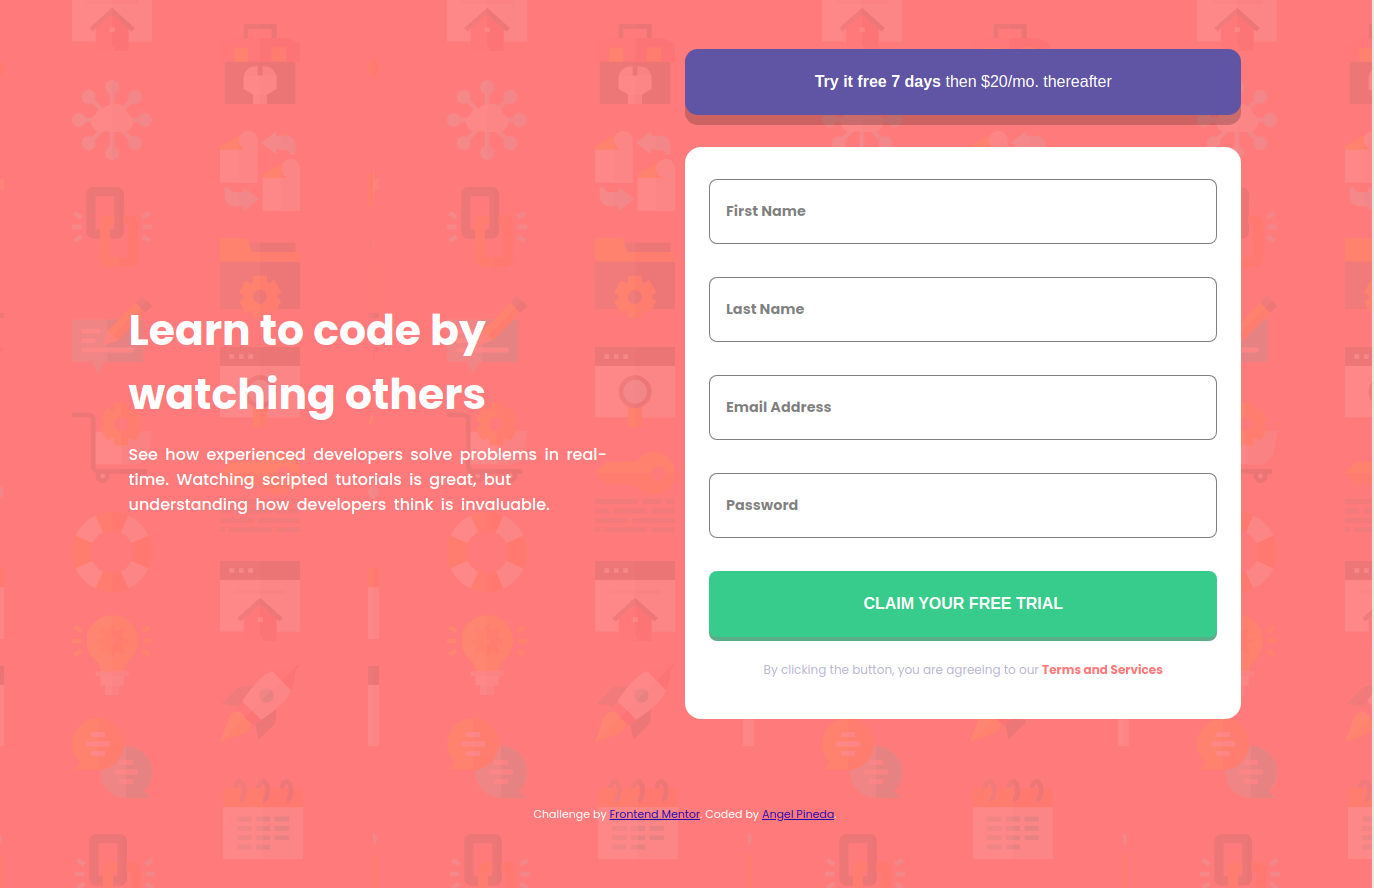 Learn to code by
watching others
See how experienced developers solve problems in real-
time. Watching scripted tutorials is great, but
understanding how developers think is invaluable.
Try it free 7 days then $20/mo. thereafter
First Name
Last Name
Email Address
Password
CLAIM YOUR FREE TRIAL
By clicking the button, you are agreeing to our Terms and Services
Challenge by Frontend Mentor. Coded by Angel Pineda.